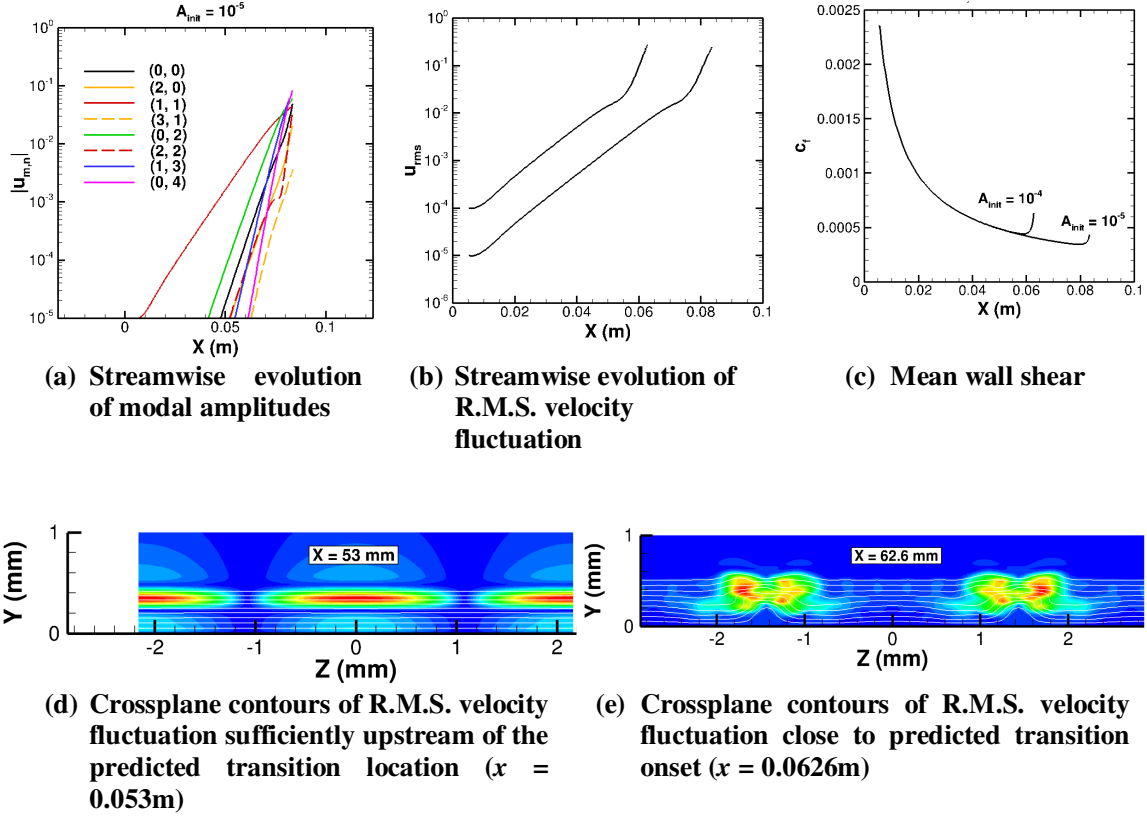 A_init = 10^-5
10^0
10^-1
10^-2
10^-3
10^-4
10^-5
|u_m,n|
(0, 0)
(2, 0)
(1, 1)
(3, 1)
(0, 2)
(2, 2)
(1, 3)
(0, 4)
0 0.05 0.1
X (m)
10^0
10^-1
10^-2
10^-3
10^-4
10^-5
10^-6
u_rms
0 0.02 0.04 0.06 0.08 0.1
X (m)
0.0025
0.002
0.0015
0.001
0.0005
0
c_f
A_init = 10^-4
A_init = 10^-5
0 0.02 0.04 0.06 0.08 0.1
X (m)
(a) Streamwise evolution
of modal amplitudes
(b) Streamwise evolution of
R.M.S. velocity
fluctuation
(c) Mean wall shear
1
0
Y (mm)
X = 53 mm
-2 -1 0 1 2
Z (mm)
1
0
Y (mm)
X = 62.6 mm
-2 -1 0 1 2
Z (mm)
(d) Crossplane contours of R.M.S. velocity
fluctuation sufficiently upstream of the
predicted transition location (x =
0.053m)
(e) Crossplane contours of R.M.S. velocity
fluctuation close to predicted transition
onset (x = 0.0626m)